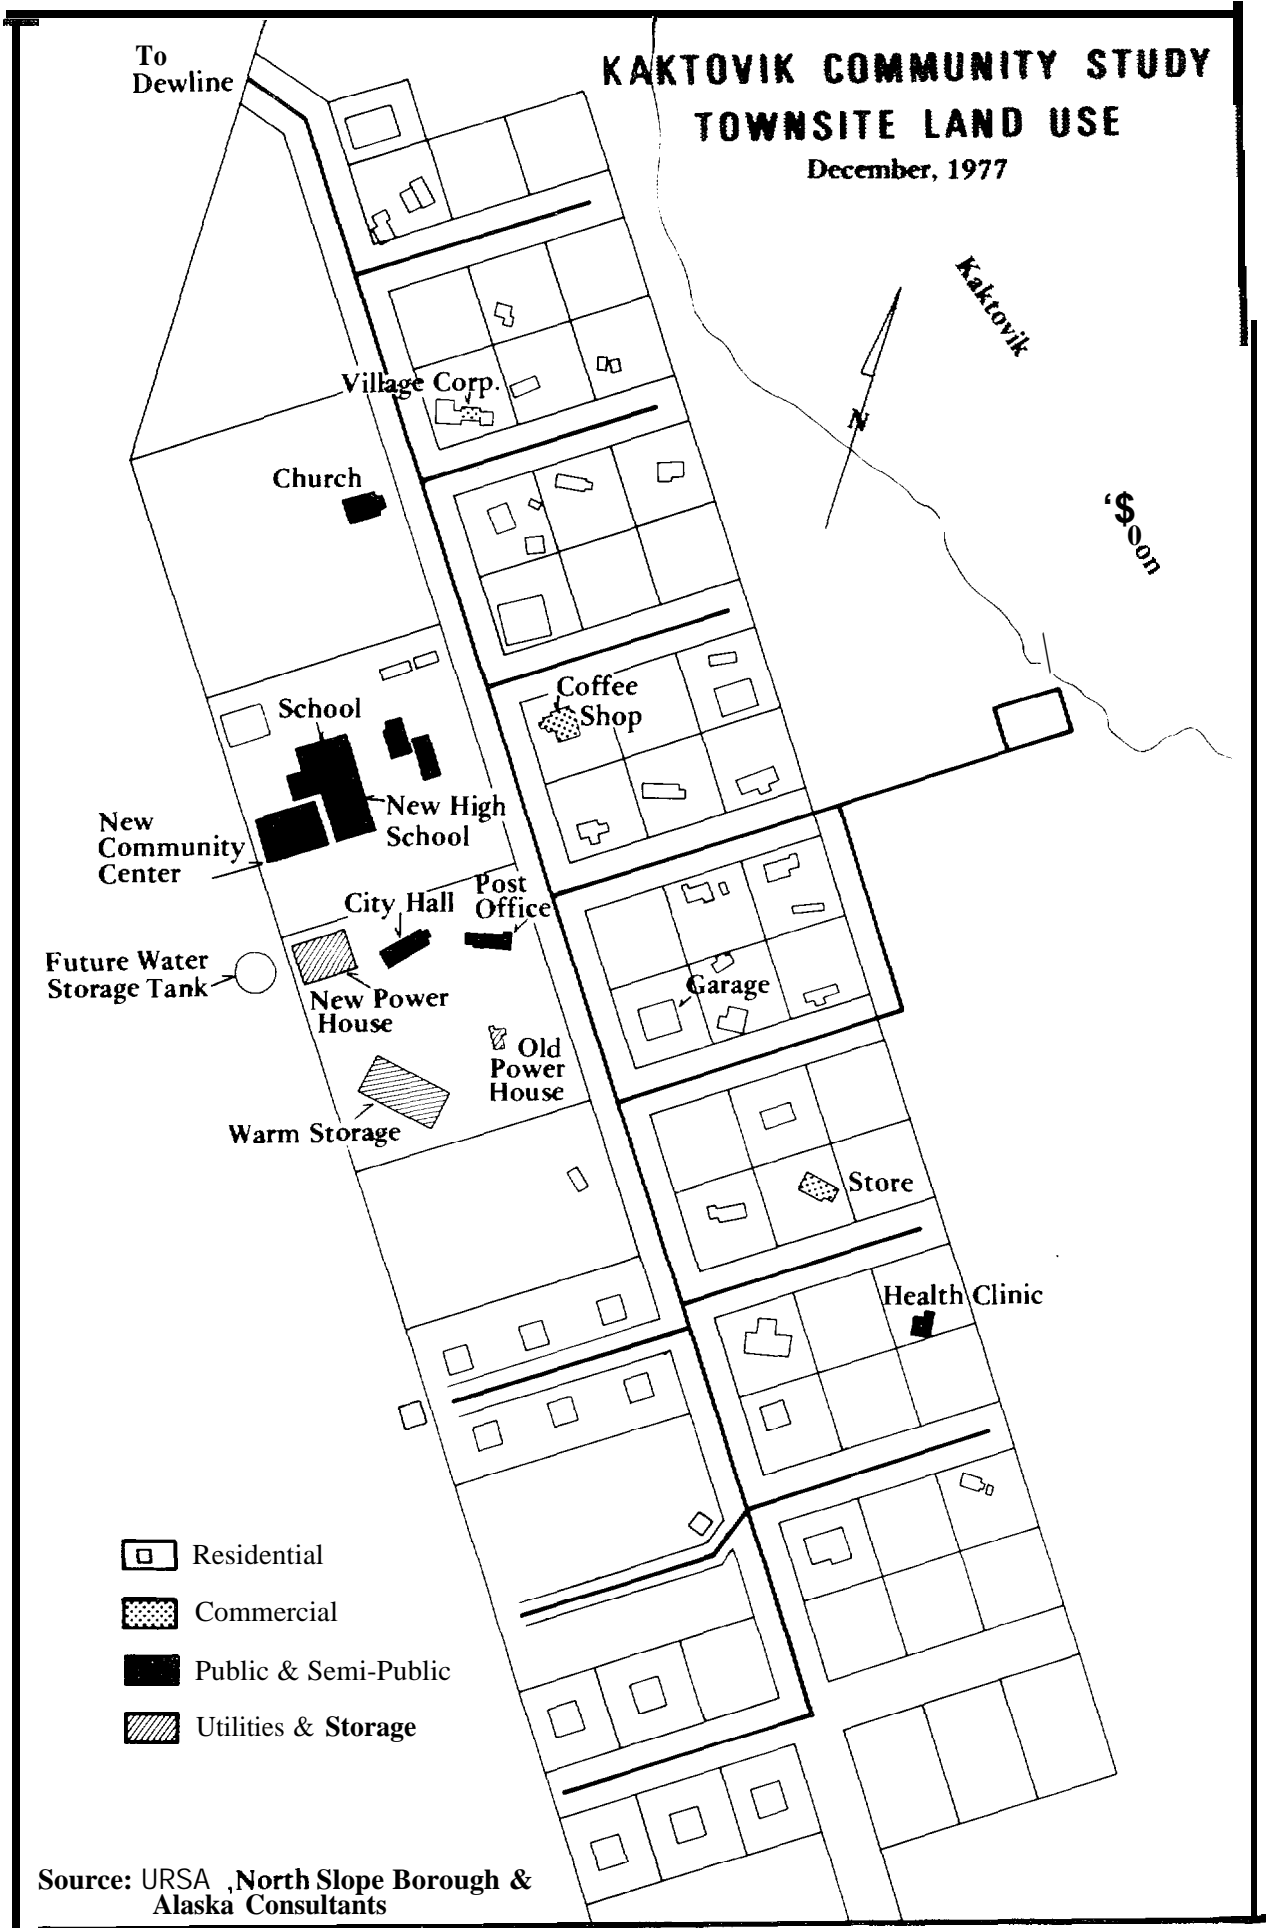 KAKTOVIK COMMUNITY STUDY
TOWNSITE LAND USE
December, 1977
To
Dewline
Kaktovik
N
'$oon
Village Corp.
Church
Coffee
Shop
School
New High
School
New
Community
Center
City Hall
Post
Office
Future Water
Storage Tank
New Power
House
Garage
Old
Power
House
Warm Storage
Store
Health Clinic
Residential
Commercial
Public & Semi-Public
Utilities & Storage
Source: URSA ,North Slope Borough &
Alaska Consultants